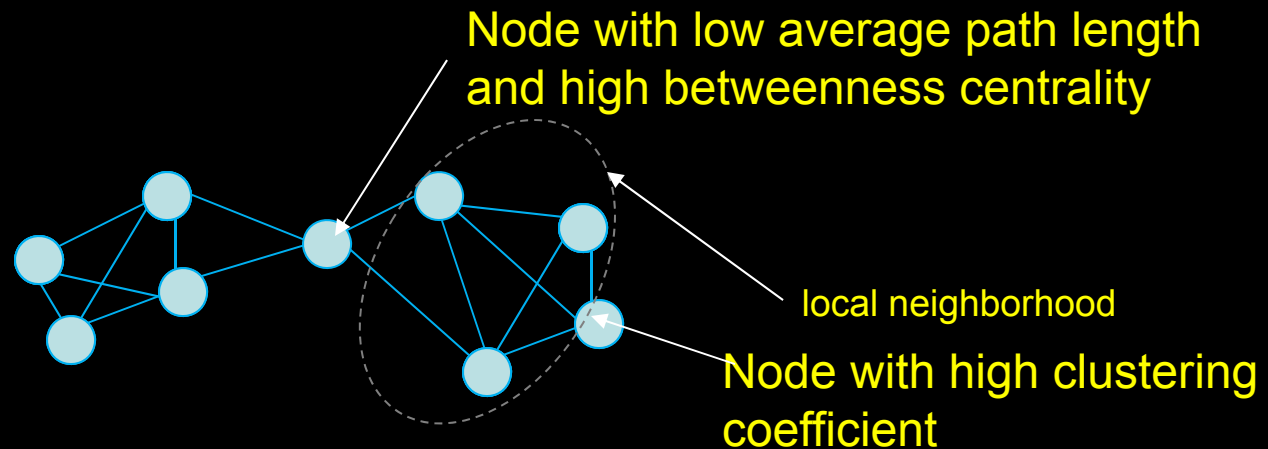 Node with low average path length
and high betweenness centrality
local neighborhood
Node with high clustering
coefficient